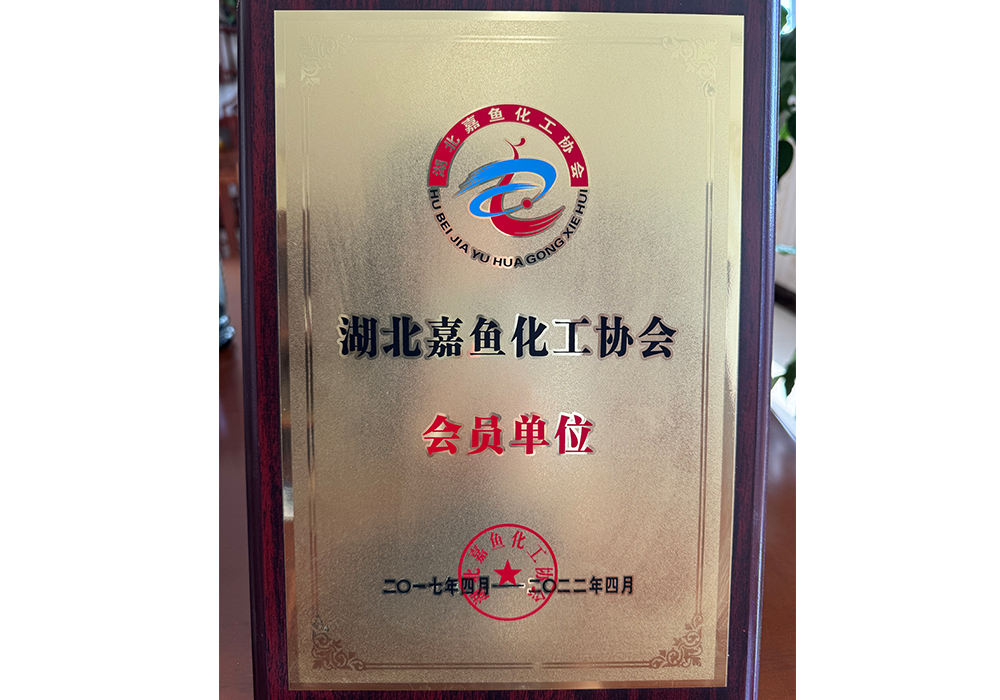 湖北嘉鱼化工协会
HU BEI JIA YU HUA GONG XIE HUI
湖北嘉鱼化工协会
会员单位
湖北嘉鱼化工协会
二〇一七年四月——二〇二二年四月